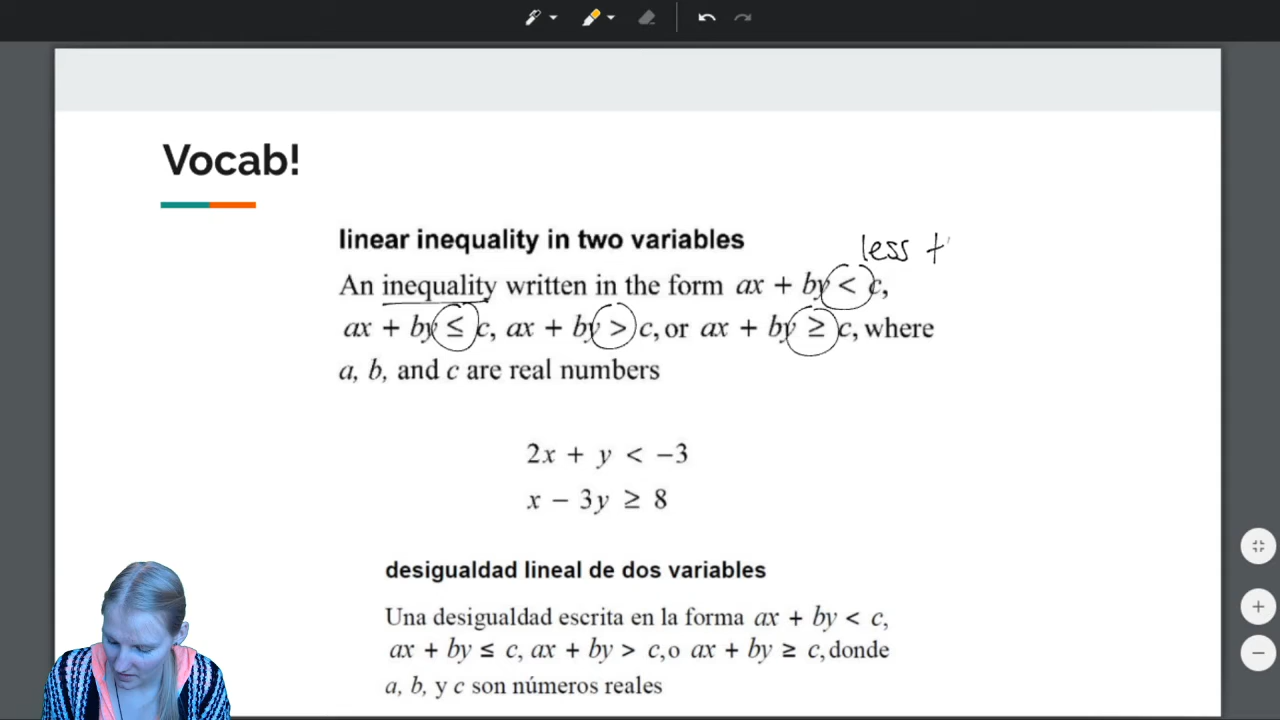 Vocab!
linear inequality in two variables
less t
An inequality written in the form ax + by < c,
ax + by ≤ c, ax + by > c, or ax + by ≥ c, where
a, b, and c are real numbers
2x + y < −3
x − 3y ≥ 8
desigualdad lineal de dos variables
Una desigualdad escrita en la forma ax + by < c,
ax + by ≤ c, ax + by > c, o ax + by ≥ c, donde
a, b, y c son números reales